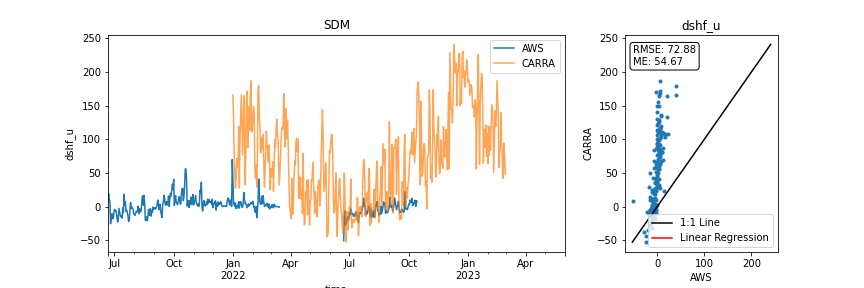 SDM
dshf_u
250
200
150
100
50
0
−50
dshf_u
AWS
CARRA
Jul
Oct
Jan
2022
Apr
Jul
Oct
Jan
2023
Apr
dshf_u
250
200
150
100
50
0
−50
CARRA
RMSE: 72.88
ME: 54.67
1:1 Line
Linear Regression
0
100
200
AWS